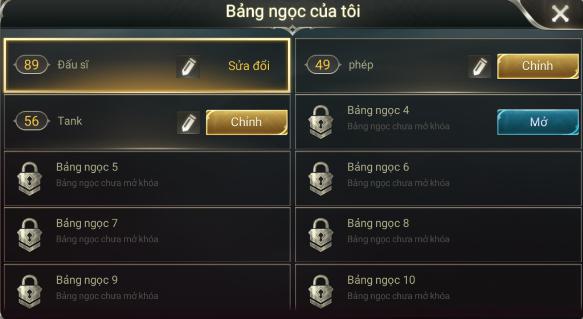 Bảng ngọc của tôi
89 Đấu sĩ Sửa đổi
49 phép Chỉnh
56 Tank Chỉnh
Bảng ngọc 4 Mở
Bảng ngọc chưa mở khóa
Bảng ngọc 5
Bảng ngọc chưa mở khóa
Bảng ngọc 6
Bảng ngọc chưa mở khóa
Bảng ngọc 7
Bảng ngọc chưa mở khóa
Bảng ngọc 8
Bảng ngọc chưa mở khóa
Bảng ngọc 9
Bảng ngọc chưa mở khóa
Bảng ngọc 10
Bảng ngọc chưa mở khóa